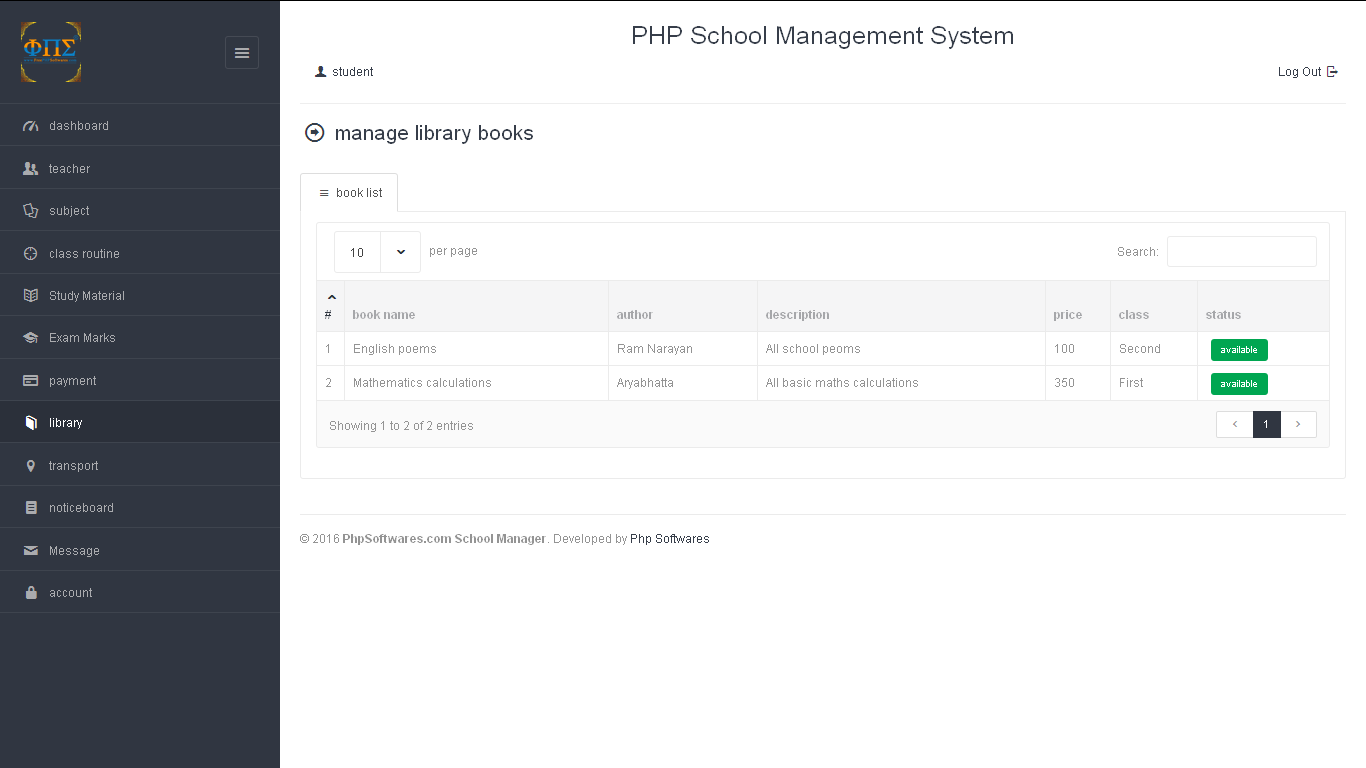 ΦΠΣ
PHP School Management System
student
Log Out
dashboard
teacher
subject
class routine
Study Material
Exam Marks
payment
library
transport
noticeboard
Message
account
manage library books
book list
10 per page
Search:
# book name author description price class status
1 English poems Ram Narayan All school peoms 100 Second available
2 Mathematics calculations Aryabhatta All basic maths calculations 350 First available
Showing 1 to 2 of 2 entries
1
© 2016 PhpSoftwares.com School Manager. Developed by Php Softwares